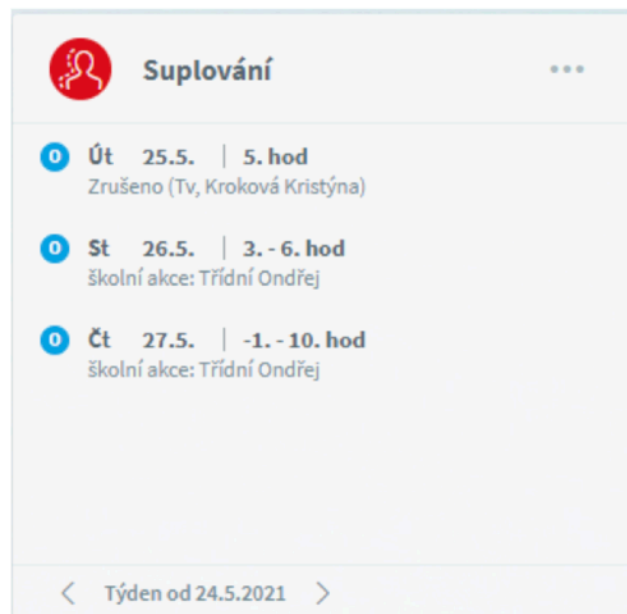 Suplování
O Út 25.5. | 5. hod
Zrušeno (Tv, Kroková Kristýna)
O St 26.5. | 3. - 6. hod
školní akce: Třídní Ondřej
O Čt 27.5. | -1. - 10. hod
školní akce: Třídní Ondřej
Týden od 24.5.2021